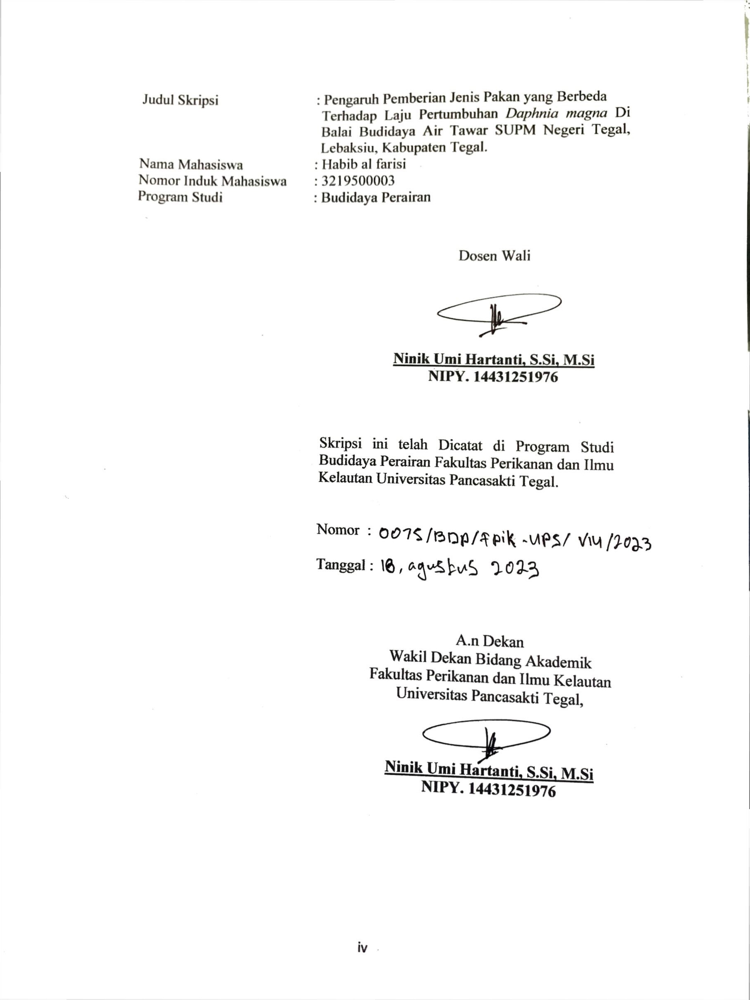 Judul Skripsi : Pengaruh Pemberian Jenis Pakan yang Berbeda
Terhadap Laju Pertumbuhan Daphnia magna Di
Balai Budidaya Air Tawar SUPM Negeri Tegal,
Lebaksiu, Kabupaten Tegal.
Nama Mahasiswa : Habib al farisi
Nomor Induk Mahasiswa : 3219500003
Program Studi : Budidaya Perairan
Dosen Wali
Ninik Umi Hartanti, S.Si, M.Si
NIPY. 14431251976
Skripsi ini telah Dicatat di Program Studi
Budidaya Perairan Fakultas Perikanan dan Ilmu
Kelautan Universitas Pancasakti Tegal.
Nomor : 0075/BDP/Fpik-UPS/VIII/2023
Tanggal : 18, agustus 2023
A.n Dekan
Wakil Dekan Bidang Akademik
Fakultas Perikanan dan Ilmu Kelautan
Universitas Pancasakti Tegal,
Ninik Umi Hartanti, S.Si, M.Si
NIPY. 14431251976
iv